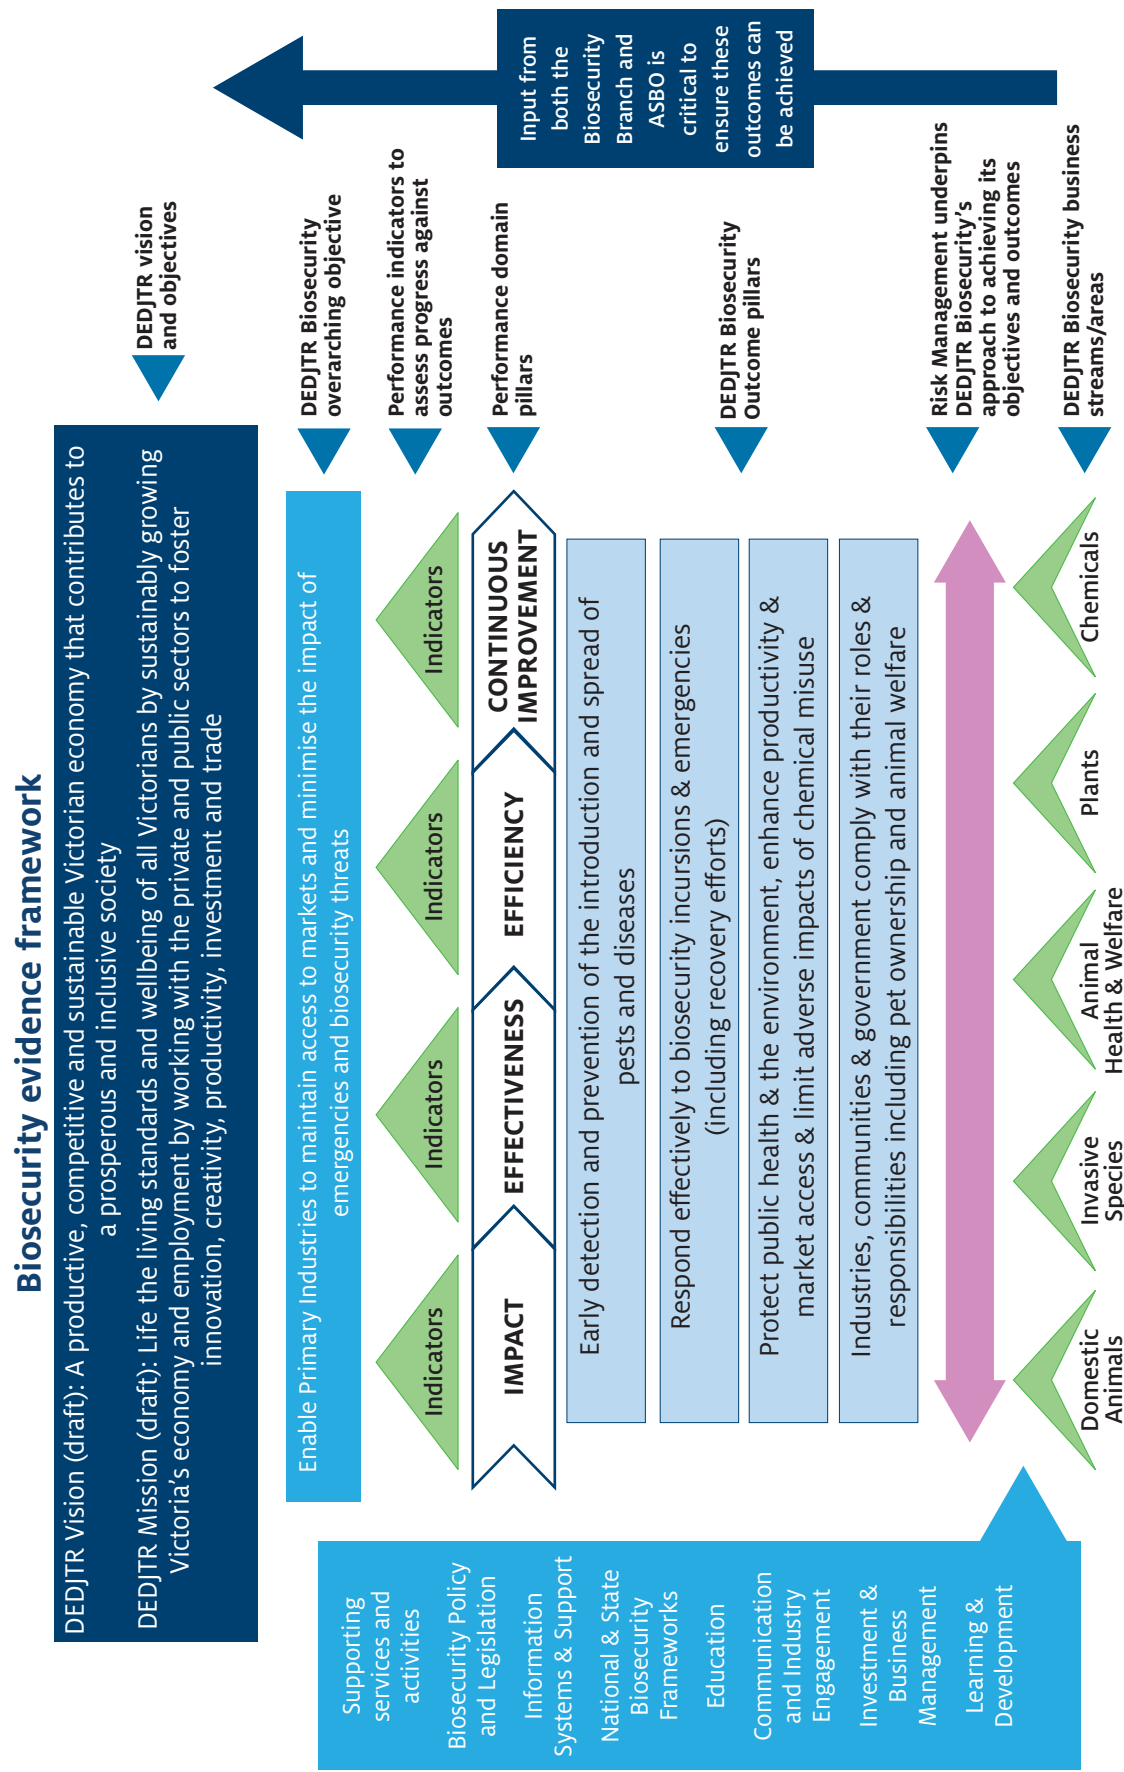 Biosecurity evidence framework
DEDJTR Vision (draft): A productive, competitive and sustainable Victorian economy that contributes to
a prosperous and inclusive society
DEDJTR Mission (draft): Life the living standards and wellbeing of all Victorians by sustainably growing
Victoria's economy and employment by working with the private and public sectors to foster
innovation, creativity, productivity, investment and trade
DEDJTR vision
and objectives
Enable Primary Industries to maintain access to markets and minimise the impact of
emergencies and biosecurity threats
DEDJTR Biosecurity
overarching objective
Indicators
Indicators
Indicators
Indicators
Performance indicators to
assess progress against
outcomes
IMPACT
EFFECTIVENESS
EFFICIENCY
CONTINUOUS
IMPROVEMENT
Performance domain
pillars
Early detection and prevention of the introduction and spread of
pests and diseases
Respond effectively to biosecurity incursions & emergencies
(including recovery efforts)
Protect public health & the environment, enhance productivity &
market access & limit adverse impacts of chemical misuse
Industries, communities & government comply with their roles &
responsibilities including pet ownership and animal welfare
DEDJTR Biosecurity
Outcome pillars
Risk Management underpins
DEDJTR Biosecurity's
approach to achieving its
objectives and outcomes
Domestic
Animals
Invasive
Species
Animal
Health & Welfare
Plants
Chemicals
DEDJTR Biosecurity business
streams/areas
Supporting
services and
activities
Biosecurity Policy
and Legislation
Information
Systems & Support
National & State
Biosecurity
Frameworks
Education
Communication
and Industry
Engagement
Investment &
Business
Management
Learning &
Development
Input from
both the
Biosecurity
Branch and
ASBO is
critical to
ensure these
outcomes can
be achieved